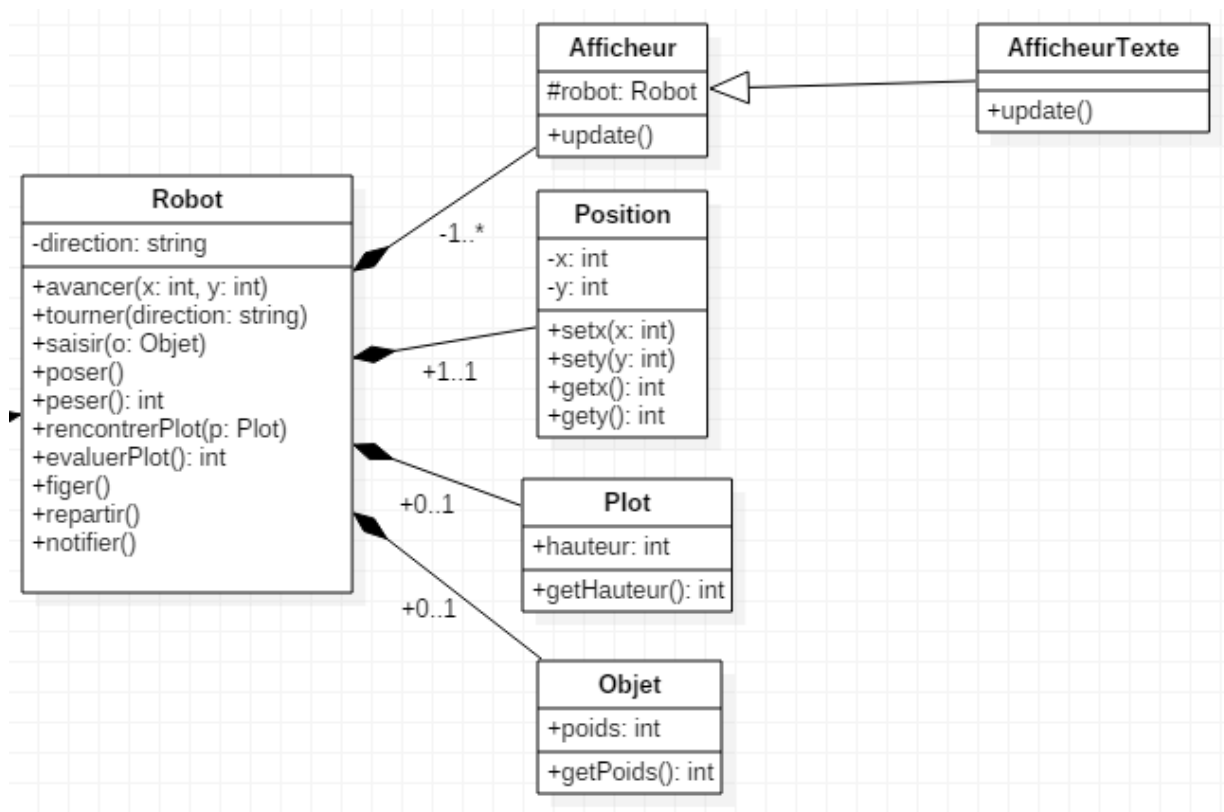 Afficheur
#robot: Robot
+update()
AfficheurTexte
+update()
Robot
-direction: string
+avancer(x: int, y: int)
+tourner(direction: string)
+saisir(o: Objet)
+poser()
+peser(): int
+rencontrerPlot(p: Plot)
+evaluerPlot(): int
+figer()
+repartir()
+notifier()
-1..*
+1..1
+0..1
+0..1
Position
-x: int
-y: int
+setx(x: int)
+sety(y: int)
+getx(): int
+gety(): int
Plot
+hauteur: int
+getHauteur(): int
Objet
+poids: int
+getPoids(): int